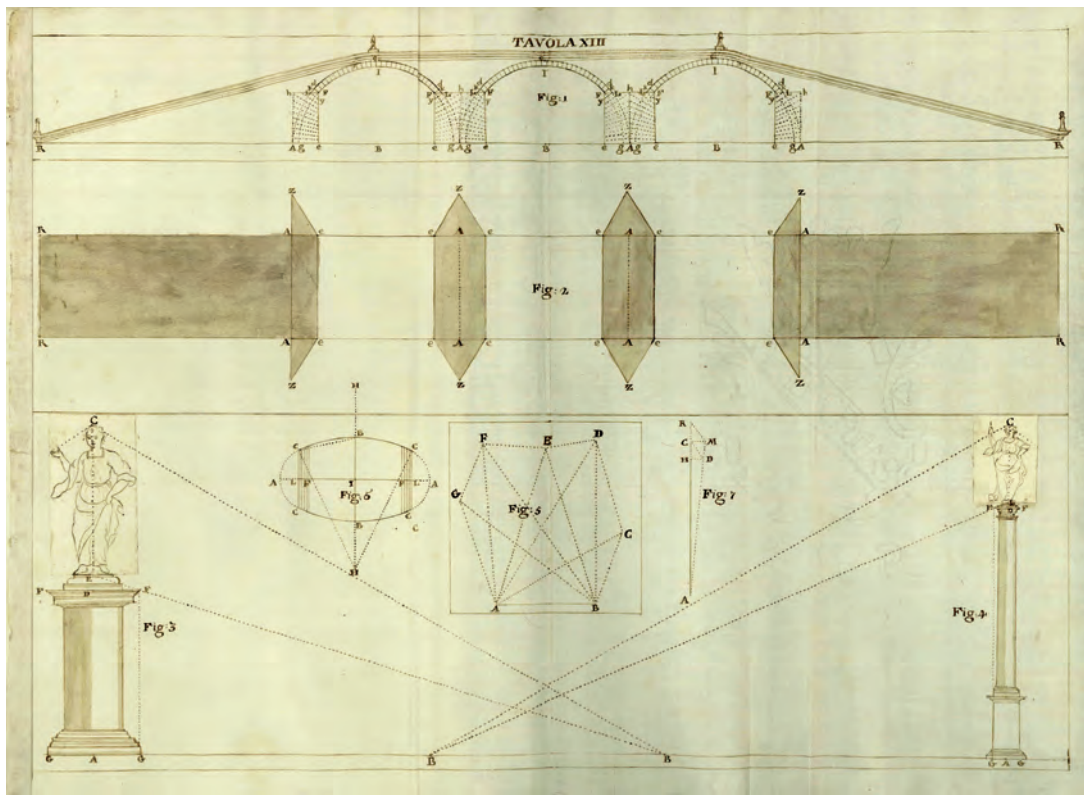 TAVOLA XIII
I I I
Fig: 1
R A g e B e g A g e B e g A g e B e g A R
Z Z Z Z
R A e e A e e A e e A R
Fig: 2
R A e e A e e A e e A R
Z Z Z Z
H
C B C
A L F I F L A
Fig: 6
C B C
C
H
F E D
G
Fig: 5
C
A B
R
C M
H D
Fig: 7
A
C
E
F D F
Fig: 3
G A G
C
F F
Fig: 4
G A G
B B